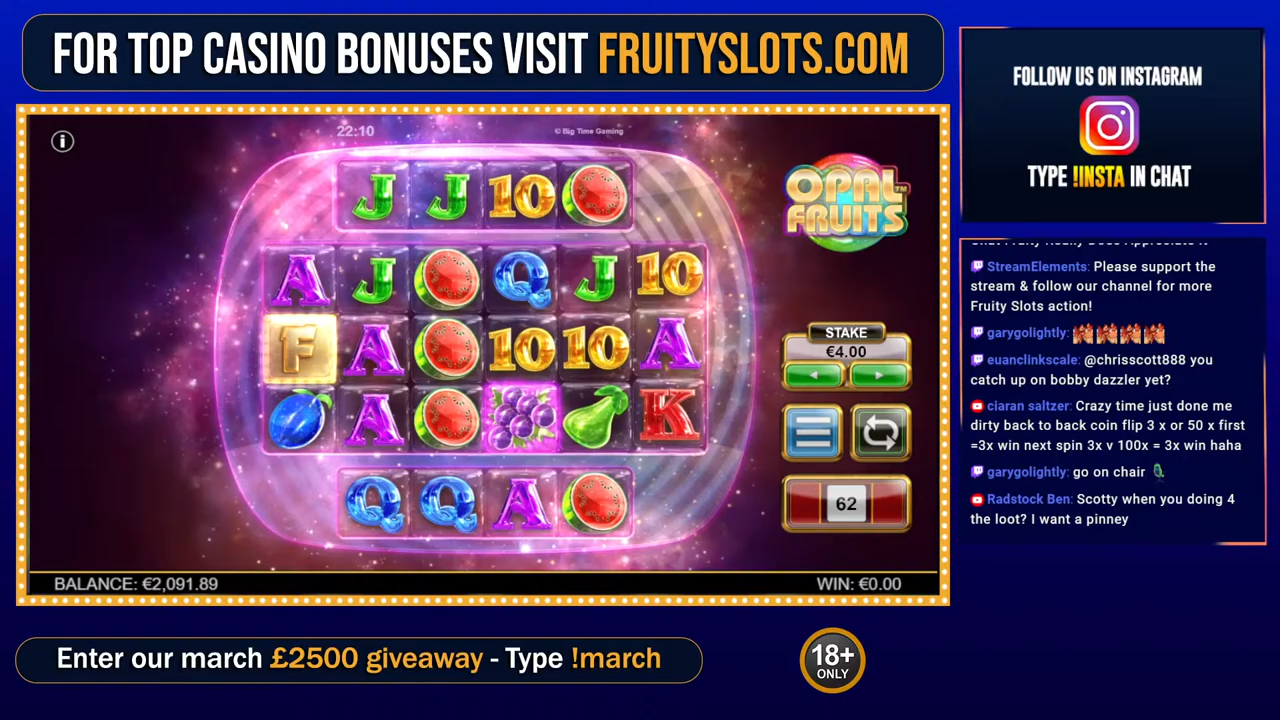 FOR TOP CASINO BONUSES VISIT FRUITYSLOTS.COM
22:10
© Big Time Gaming
J J 10
A J Q J 10
F A 10 10 A
A K
Q Q A
OPAL™
FRUITS
STAKE
€4.00
62
BALANCE: €2,091.89
WIN: €0.00
FOLLOW US ON INSTAGRAM
TYPE !INSTA IN CHAT
StreamElements: Please support the
stream & follow our channel for more
Fruity Slots action!
garygolightly:
euanclinkscale: @chrisscott888 you
catch up on bobby dazzler yet?
ciaran saltzer: Crazy time just done me
dirty back to back coin flip 3 x or 50 x first
=3x win next spin 3x v 100x = 3x win haha
garygolightly: go on chair
Radstock Ben: Scotty when you doing 4
the loot? I want a pinney
Enter our march £2500 giveaway - Type !march
18+
ONLY